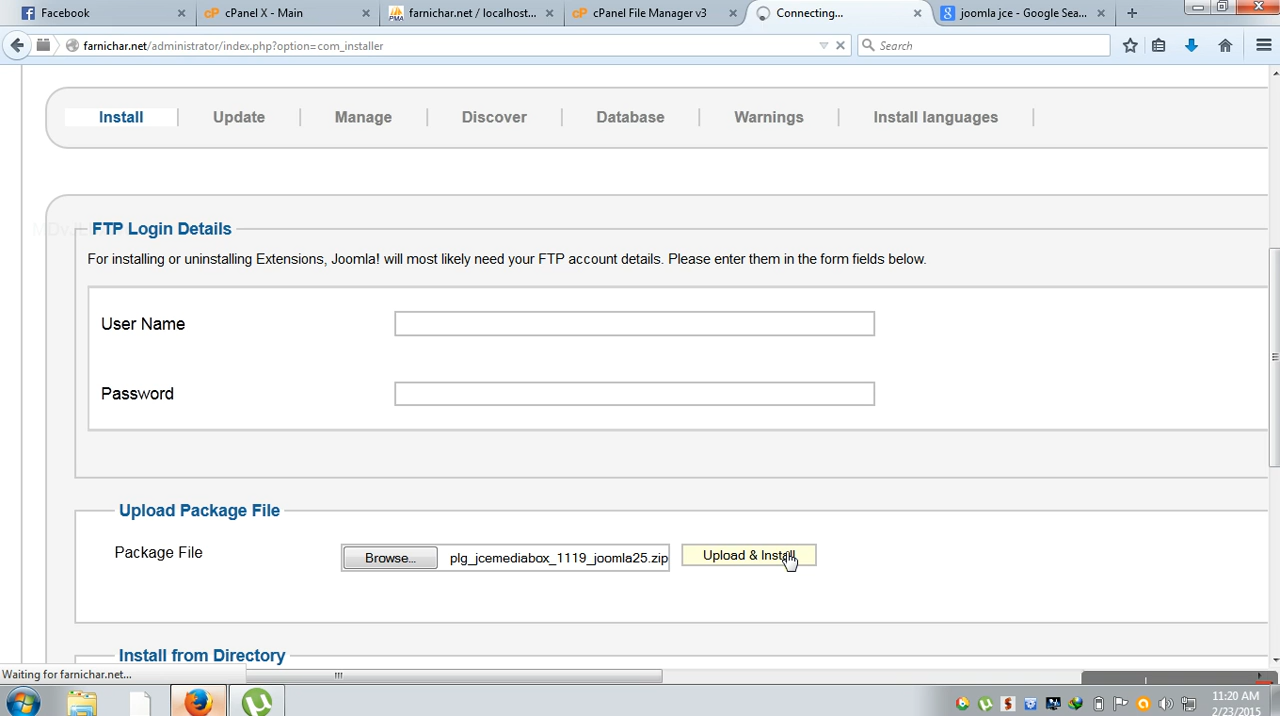 Facebook
cPanel X - Main
farnichar.net / localhost...
cPanel File Manager v3
Connecting...
joomla jce - Google Sea...
farnichar.net/administrator/index.php?option=com_installer
Search
Install
Update
Manage
Discover
Database
Warnings
Install languages
FTP Login Details
For installing or uninstalling Extensions, Joomla! will most likely need your FTP account details. Please enter them in the form fields below.
User Name
Password
Upload Package File
Package File
Browse...
plg_jcemediabox_1119_joomla25.zip
Upload & Install
Install from Directory
Waiting for farnichar.net...
11:20 AM
2/23/2015